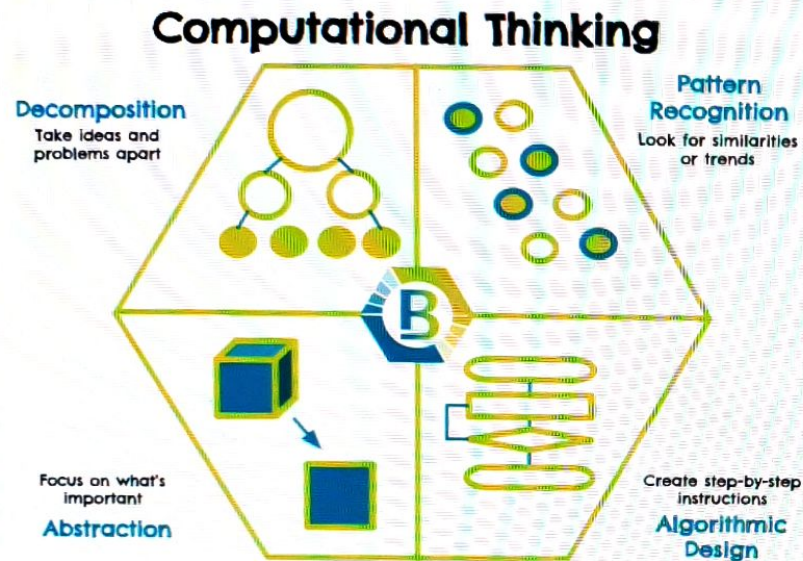 Computational Thinking
Decomposition
Take ideas and
problems apart
Pattern
Recognition
Look for similarities
or trends
B
Focus on what's
important
Abstraction
Create step-by-step
instructions
Algorithmic
Design